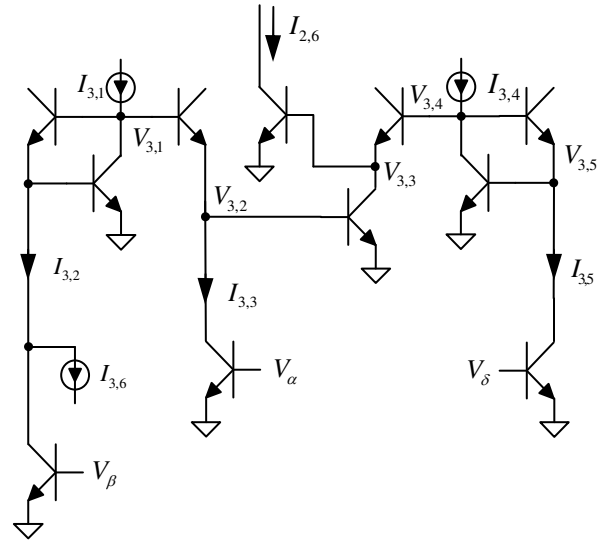 I2,6
I3,1
V3,4
I3,4
V3,1
V3,3
V3,5
V3,2
I3,2
I3,3
I35
I3,6
Vα
Vδ
Vβ